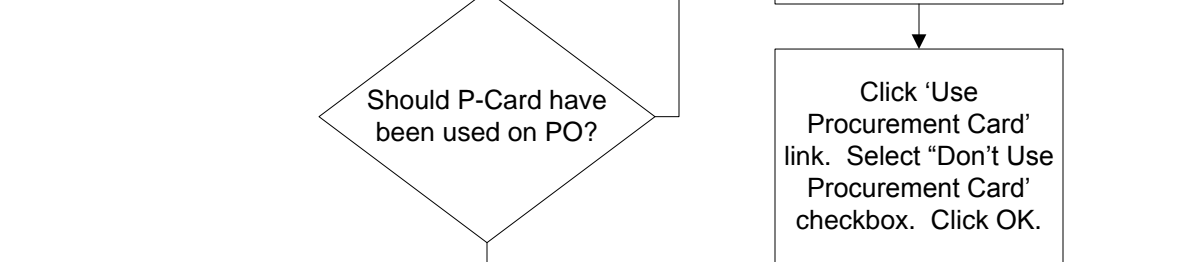 Should P-Card have
been used on PO?
Click ‘Use
Procurement Card’
link.  Select “Don’t Use
Procurement Card’
checkbox.  Click OK.